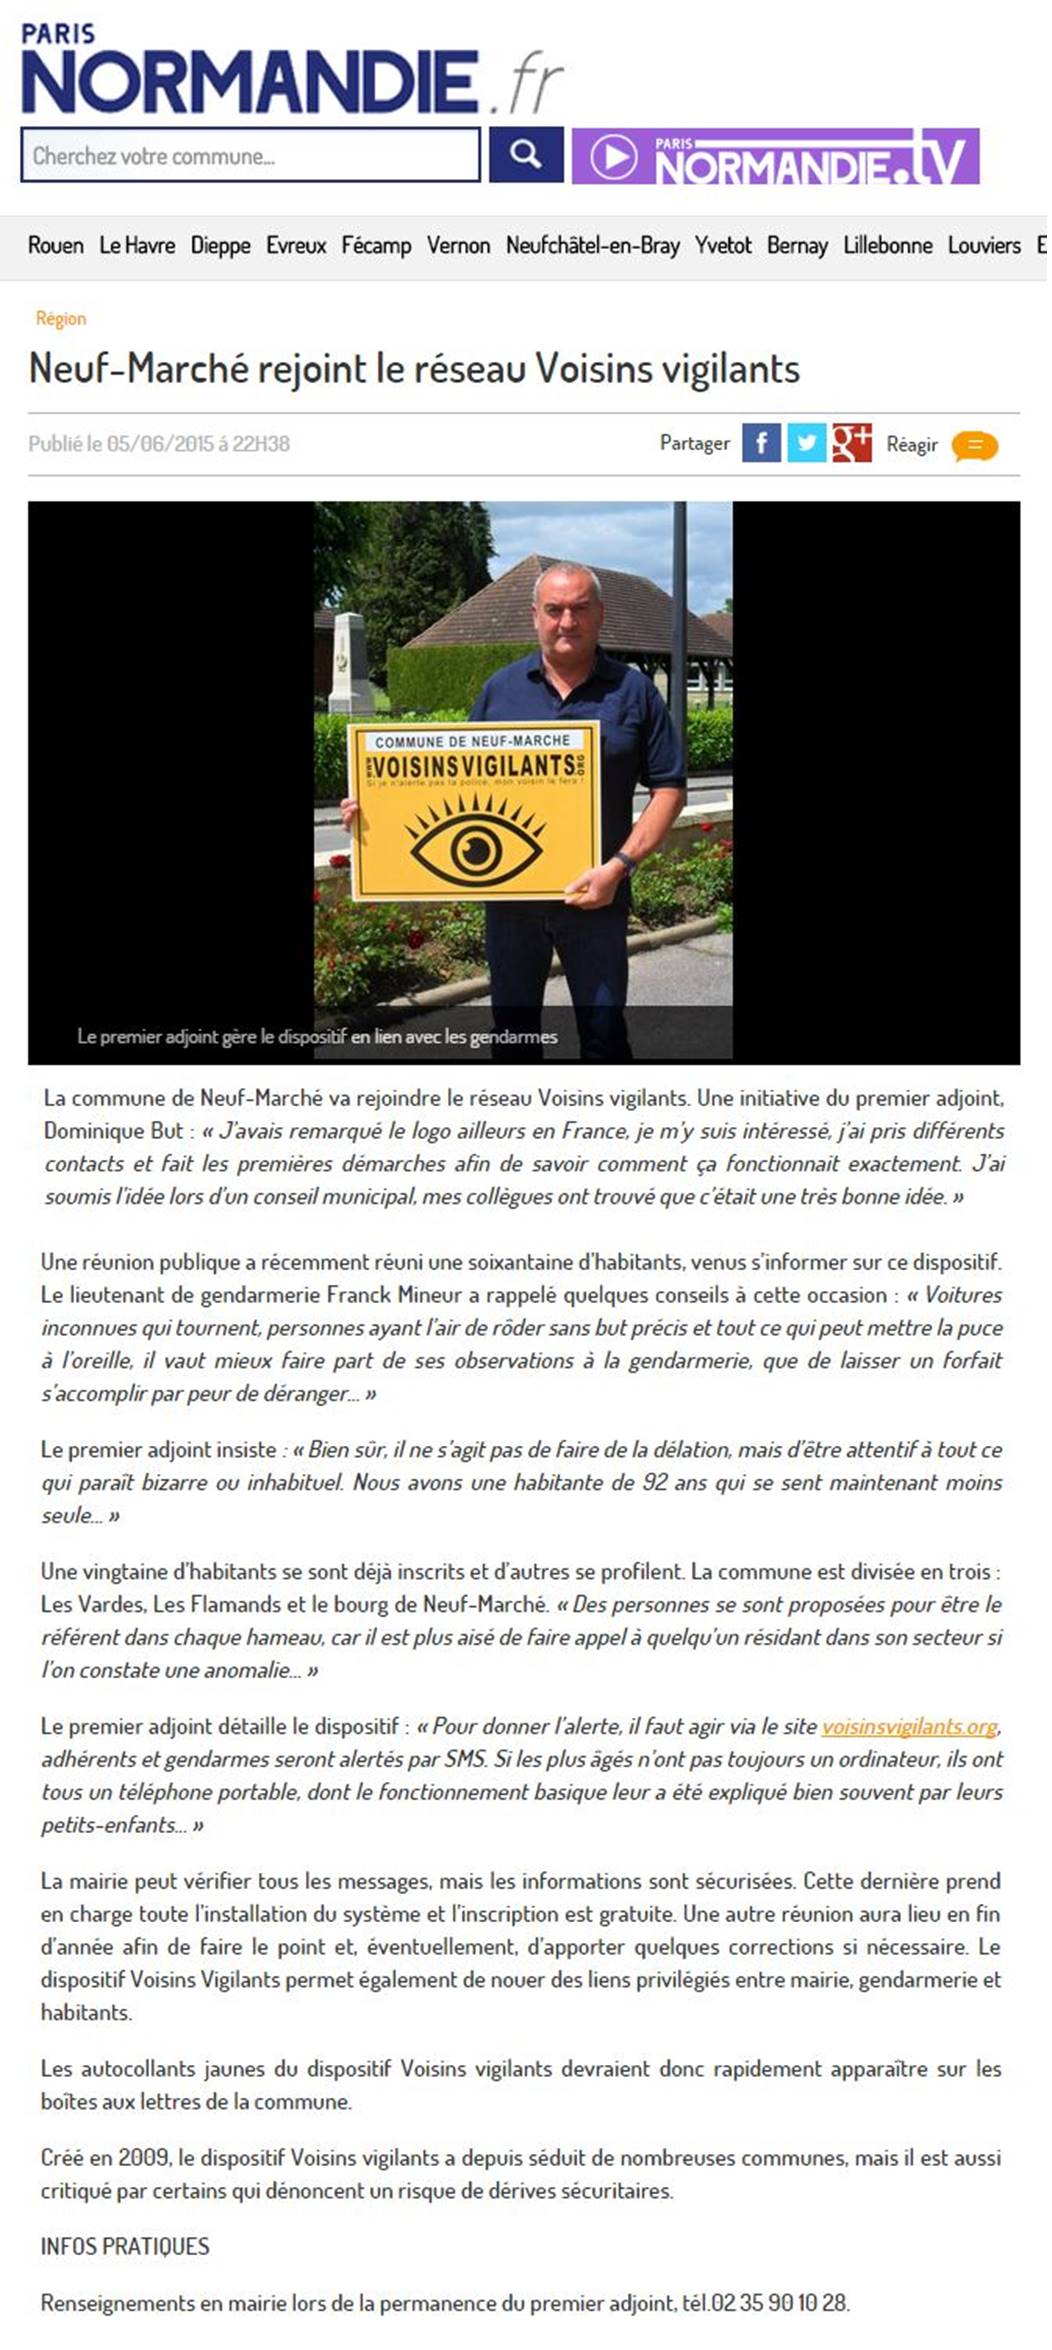 PARIS
NORMANDIE.fr
Cherchez votre commune...
PARIS
NORMANDIE.tv
Rouen Le Havre Dieppe Evreux Fécamp Vernon Neufchâtel-en-Bray Yvetot Bernay Lillebonne Louviers E
Région
Neuf-Marché rejoint le réseau Voisins vigilants
Publié le 05/06/2015 á 22H38
Partager f g+ Réagir
COMMUNE DE NEUF-MARCHE
WWW.VOISINSVIGILANTS.ORG
Si je n'alerte pas la police, mon voisin le fera !
Le premier adjoint gère le dispositif en lien avec les gendarmes
La commune de Neuf-Marché va rejoindre le réseau Voisins vigilants. Une initiative du premier adjoint,
Dominique But : « J'avais remarqué le logo ailleurs en France, je m'y suis intéressé, j'ai pris différents
contacts et fait les premières démarches afin de savoir comment ça fonctionnait exactement. J'ai
soumis l'idée lors d'un conseil municipal, mes collègues ont trouvé que c'était une très bonne idée. »
Une réunion publique a récemment réuni une soixantaine d'habitants, venus s'informer sur ce dispositif.
Le lieutenant de gendarmerie Franck Mineur a rappelé quelques conseils à cette occasion : « Voitures
inconnues qui tournent, personnes ayant l'air de rôder sans but précis et tout ce qui peut mettre la puce
à l'oreille, il vaut mieux faire part de ses observations à la gendarmerie, que de laisser un forfait
s'accomplir par peur de déranger... »
Le premier adjoint insiste : « Bien sûr, il ne s'agit pas de faire de la délation, mais d'être attentif à tout ce
qui paraît bizarre ou inhabituel. Nous avons une habitante de 92 ans qui se sent maintenant moins
seule... »
Une vingtaine d'habitants se sont déjà inscrits et d'autres se profilent. La commune est divisée en trois :
Les Vardes, Les Flamands et le bourg de Neuf-Marché. « Des personnes se sont proposées pour être le
référent dans chaque hameau, car il est plus aisé de faire appel à quelqu'un résidant dans son secteur si
l'on constate une anomalie... »
Le premier adjoint détaille le dispositif : « Pour donner l'alerte, il faut agir via le site voisinsvigilants.org,
adhérents et gendarmes seront alertés par SMS. Si les plus âgés n'ont pas toujours un ordinateur, ils ont
tous un téléphone portable, dont le fonctionnement basique leur a été expliqué bien souvent par leurs
petits-enfants... »
La mairie peut vérifier tous les messages, mais les informations sont sécurisées. Cette dernière prend
en charge toute l'installation du système et l'inscription est gratuite. Une autre réunion aura lieu en fin
d'année afin de faire le point et, éventuellement, d'apporter quelques corrections si nécessaire. Le
dispositif Voisins Vigilants permet également de nouer des liens privilégiés entre mairie, gendarmerie et
habitants.
Les autocollants jaunes du dispositif Voisins vigilants devraient donc rapidement apparaître sur les
boîtes aux lettres de la commune.
Créé en 2009, le dispositif Voisins vigilants a depuis séduit de nombreuses communes, mais il est aussi
critiqué par certains qui dénoncent un risque de dérives sécuritaires.
INFOS PRATIQUES
Renseignements en mairie lors de la permanence du premier adjoint, tél.02 35 90 10 28.